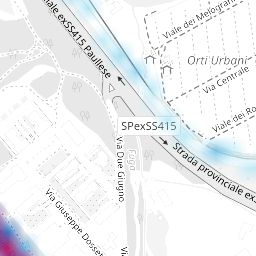 Viale dei Melograni
iale exSS415 Paullese
Orti Urbani
Via Centrale
Viale dei Ro
SPexSS415
Via Due Giugno
Strada provinciale ex
Via Giuseppe Dosse
Via